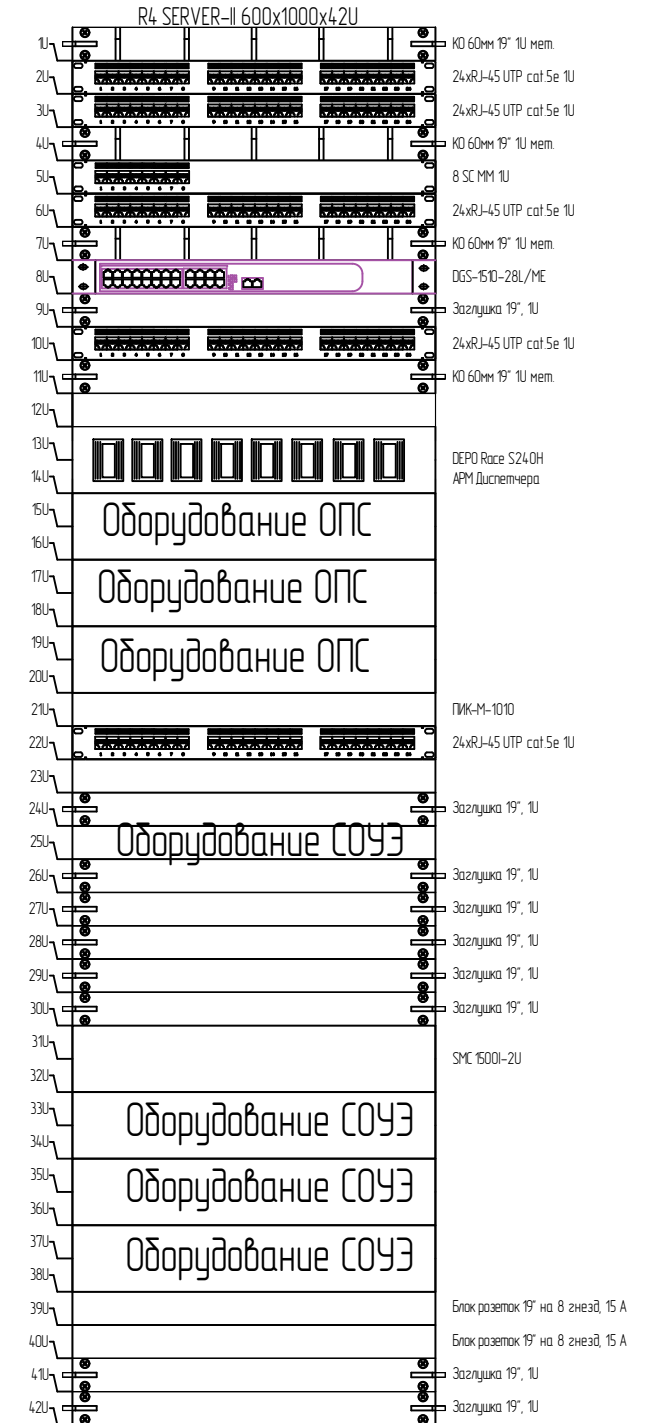 R4 SERVER-II 600x1000x42U
1U КО 60мм 19" 1U мет.
2U 24xRJ-45 UTP cat.5e 1U
3U 24xRJ-45 UTP cat.5e 1U
4U КО 60мм 19" 1U мет.
5U 8 SC MM 1U
6U 24xRJ-45 UTP cat.5e 1U
7U КО 60мм 19" 1U мет.
8U DGS-1510-28L/ME
9U Заглушка 19", 1U
10U 24xRJ-45 UTP cat.5e 1U
11U КО 60мм 19" 1U мет.
12U
13U DEPO Race S240H
14U АРМ Диспетчера
15U Оборудование ОПС
16U
17U Оборудование ОПС
18U
19U Оборудование ОПС
20U
21U ПИК-М-1010
22U 24xRJ-45 UTP cat.5e 1U
23U
24U Заглушка 19", 1U
25U Оборудование СОУЭ
26U Заглушка 19", 1U
27U Заглушка 19", 1U
28U Заглушка 19", 1U
29U Заглушка 19", 1U
30U Заглушка 19", 1U
31U SMC 1500I-2U
32U
33U Оборудование СОУЭ
34U
35U Оборудование СОУЭ
36U
37U Оборудование СОУЭ
38U
39U Блок розеток 19" на 8 гнезд, 15 А
40U Блок розеток 19" на 8 гнезд, 15 А
41U Заглушка 19", 1U
42U Заглушка 19", 1U